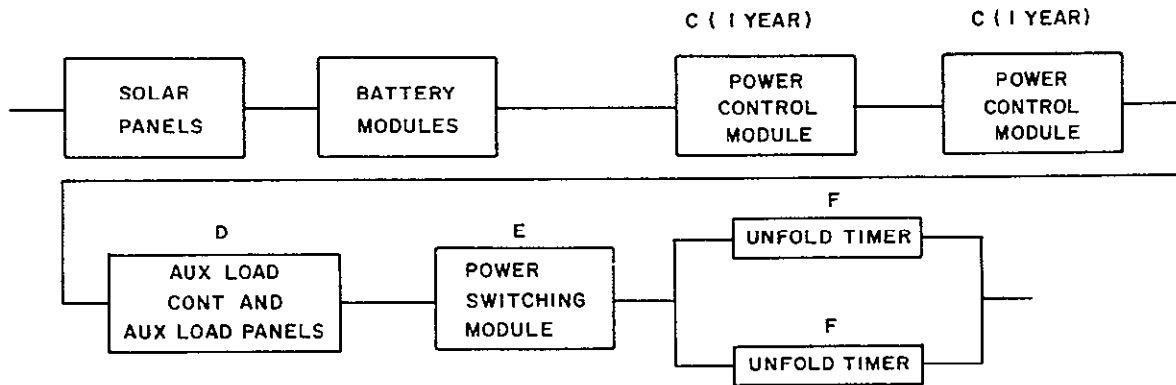 C ( 1 YEAR)
C ( 1 YEAR)
SOLAR
PANELS
BATTERY
MODULES
POWER
CONTROL
MODULE
POWER
CONTROL
MODULE
D
AUX LOAD
CONT AND
AUX LOAD PANELS
E
POWER
SWITCHING
MODULE
F
UNFOLD TIMER
F
UNFOLD TIMER